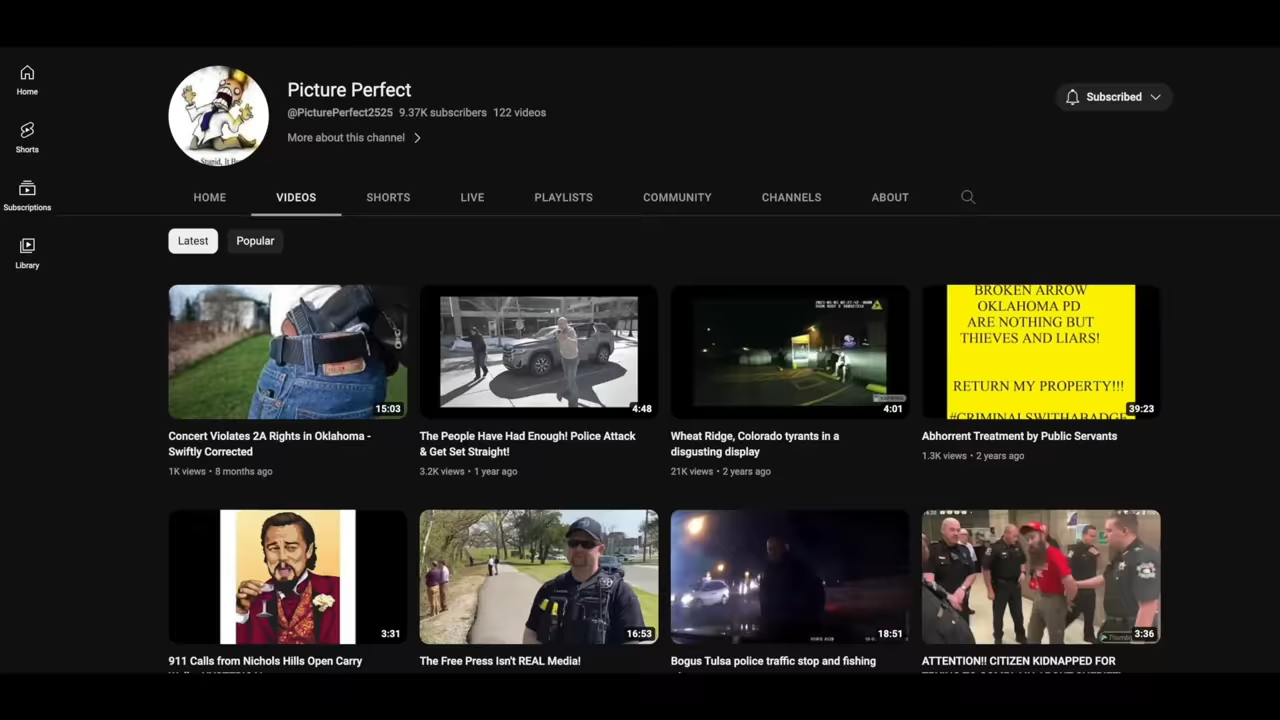 Picture Perfect
@PicturePerfect2525 9.37K subscribers 122 videos
More about this channel
Subscribed
Home
Shorts
Subscriptions
Library
HOME VIDEOS SHORTS LIVE PLAYLISTS COMMUNITY CHANNELS ABOUT
Latest Popular
15:03
Concert Violates 2A Rights in Oklahoma -
Swiftly Corrected
1K views • 8 months ago
4:48
The People Have Had Enough! Police Attack
& Get Set Straight!
3.2K views • 1 year ago
4:01
Wheat Ridge, Colorado tyrants in a
disgusting display
21K views • 2 years ago
BROKEN ARROW
OKLAHOMA PD
ARE NOTHING BUT
THIEVES AND LIARS!
RETURN MY PROPERTY!!!
#CRIMINALSWITHABADGE
39:23
Abhorrent Treatment by Public Servants
1.3K views • 2 years ago
3:31
911 Calls from Nichols Hills Open Carry
16:53
The Free Press Isn't REAL Media!
18:51
Bogus Tulsa police traffic stop and fishing
3:36
ATTENTION!! CITIZEN KIDNAPPED FOR